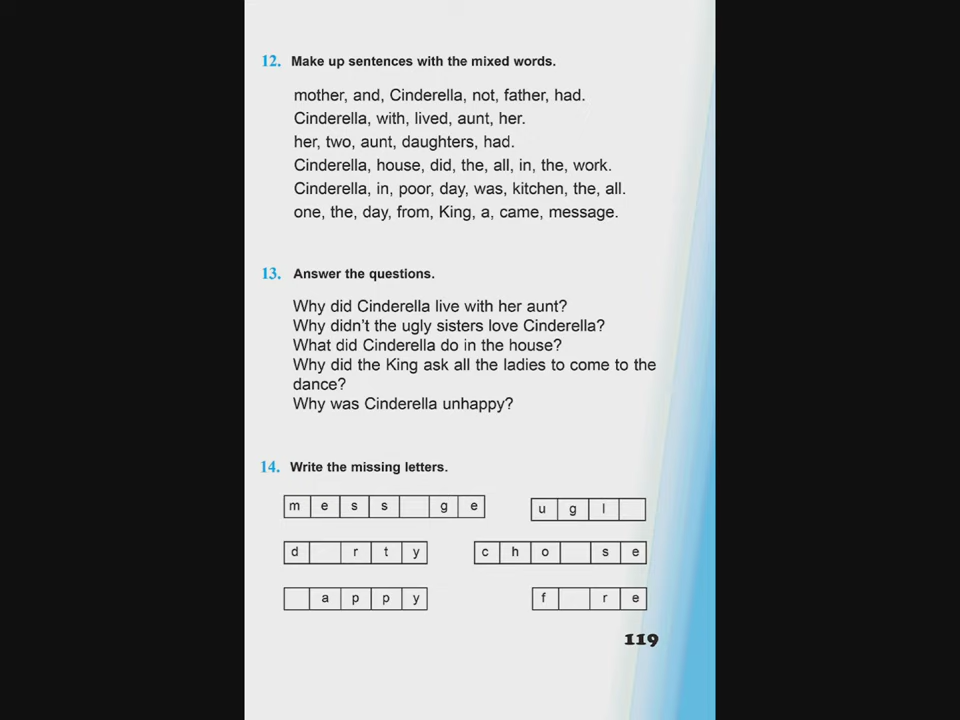 12. Make up sentences with the mixed words.
mother, and, Cinderella, not, father, had.
Cinderella, with, lived, aunt, her.
her, two, aunt, daughters, had.
Cinderella, house, did, the, all, in, the, work.
Cinderella, in, poor, day, was, kitchen, the, all.
one, the, day, from, King, a, came, message.
13. Answer the questions.
Why did Cinderella live with her aunt?
Why didn't the ugly sisters love Cinderella?
What did Cinderella do in the house?
Why did the King ask all the ladies to come to the
dance?
Why was Cinderella unhappy?
14. Write the missing letters.
m e s s g e
u g l
d r t y
c h o s e
a p p y
f r e
119